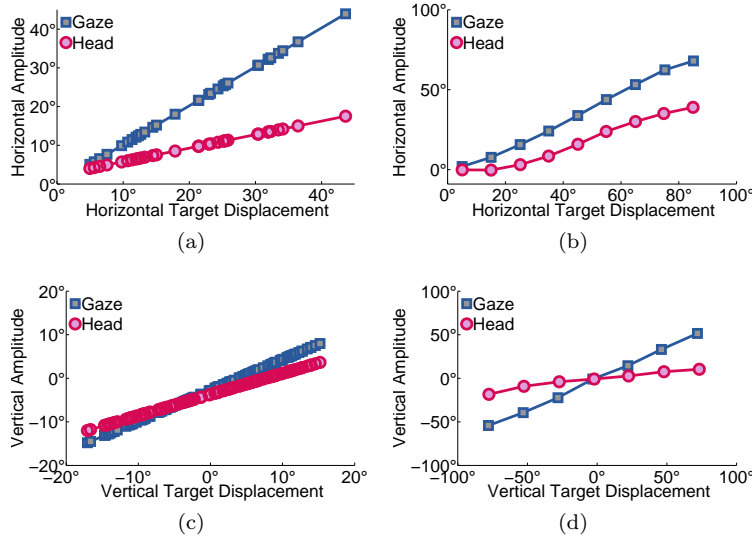 40°
30°
20°
10°
0°
0° 10° 20° 30° 40°
Horizontal Amplitude
Horizontal Target Displacement
Gaze
Head
(a)
100°
50°
0°
0° 20° 40° 60° 80° 100°
Horizontal Amplitude
Horizontal Target Displacement
Gaze
Head
(b)
20°
10°
0°
−10°
−20°
−20° −10° 0° 10° 20°
Vertical Amplitude
Vertical Target Displacement
Gaze
Head
(c)
100°
50°
0°
−50°
−100°
−100° −50° 0° 50° 100°
Vertical Amplitude
Vertical Target Displacement
Gaze
Head
(d)